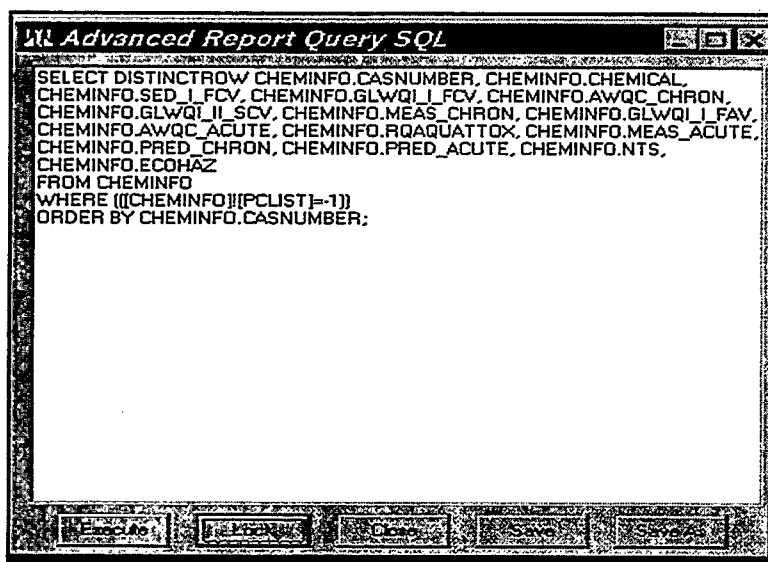 Advanced Report Query SQL
SELECT DISTINCTROW CHEMINFO.CASNUMBER, CHEMINFO.CHEMICAL,
CHEMINFO.SED_I_FCV, CHEMINFO.GLWQI_I_FCV, CHEMINFO.AWQC_CHRON,
CHEMINFO.GLWQI_II_SCV, CHEMINFO.MEAS_CHRON, CHEMINFO.GLWQI_I_FAV,
CHEMINFO.AWQC_ACUTE, CHEMINFO.RQAQUATTOX, CHEMINFO.MEAS_ACUTE,
CHEMINFO.PRED_CHRON, CHEMINFO.PRED_ACUTE, CHEMINFO.NTS,
CHEMINFO.ECOHAZ
FROM CHEMINFO
WHERE ((([CHEMINFO]![PCLIST]=-1))
ORDER BY CHEMINFO.CASNUMBER;
Execute Close Save